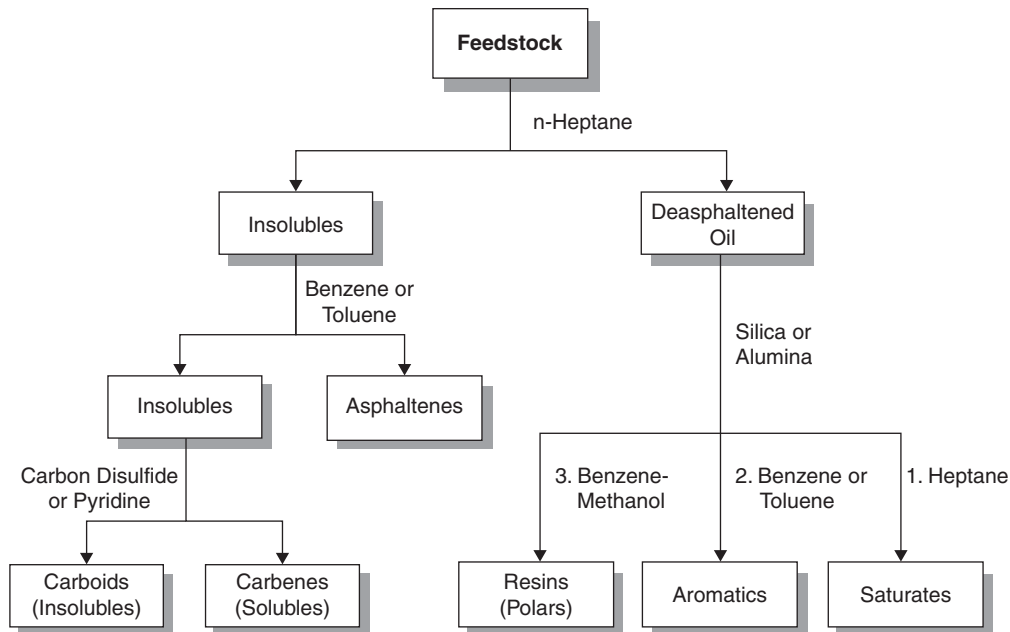 Feedstock
n-Heptane
Insolubles
Deasphaltened
Oil
Benzene or
Toluene
Silica or
Alumina
Insolubles
Asphaltenes
Carbon Disulfide
or Pyridine
3. Benzene-
Methanol
2. Benzene or
Toluene
1. Heptane
Carboids
(Insolubles)
Carbenes
(Solubles)
Resins
(Polars)
Aromatics
Saturates